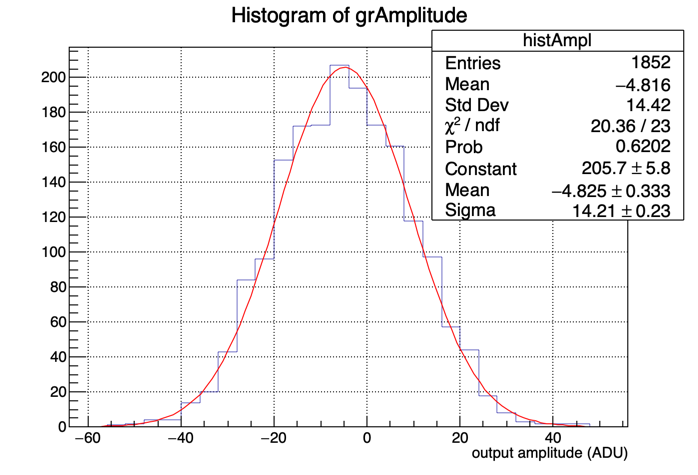 Histogram of grAmplitude
histAmpl
Entries 1852
Mean −4.816
Std Dev 14.42
χ² / ndf 20.36 / 23
Prob 0.6202
Constant 205.7 ± 5.8
Mean −4.825 ± 0.333
Sigma 14.21 ± 0.23
200
180
160
140
120
100
80
60
40
20
0
−60 −40 −20 0 20 40
output amplitude (ADU)